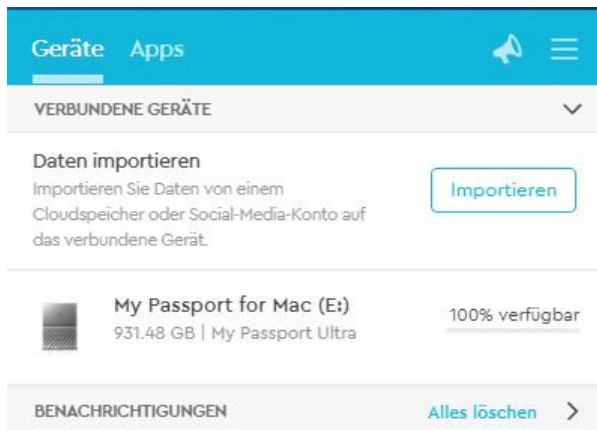 Geräte Apps
VERBUNDENE GERÄTE
Daten importieren
Importieren Sie Daten von einem
Cloudspeicher oder Social-Media-Konto auf
das verbundene Gerät.
Importieren
My Passport for Mac (E:)
931.48 GB | My Passport Ultra
100% verfügbar
BENACHRICHTIGUNGEN Alles löschen